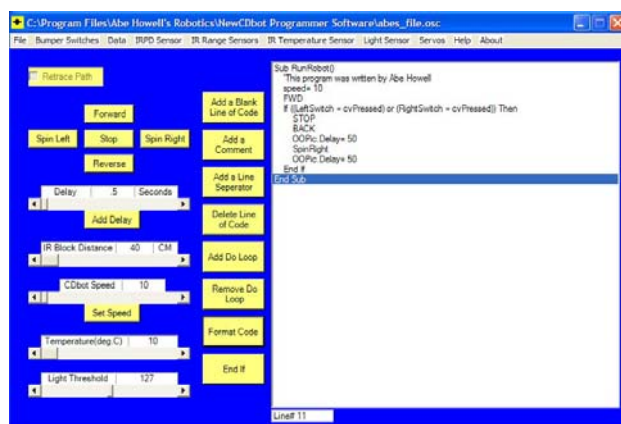 C:\Program Files\Abe Howell's Robotics\NewCDbot Programmer Software\abes_file.osc
File Bumper Switches Data IRPD Sensor IR Range Sensors IR Temperature Sensor Light Sensor Servos Help About
Retrace Path
Forward
Spin Left Stop Spin Right
Reverse
Delay .5 Seconds
Add Delay
IR Block Distance 40 CM
CDbot Speed 10
Set Speed
Temperature(deg.C) 10
Light Threshold 127
Add a Blank
Line of Code
Add a
Comment
Add a Line
Seperator
Delete Line
of Code
Add Do Loop
Remove Do
Loop
Format Code
End If
Sub RunRobot()
'This program was written by Abe Howell
speed= 10
FWD
If ((LeftSwitch = cvPressed) or (RightSwitch = cvPressed)) Then
STOP
BACK
OOPic.Delay= 50
SpinRight
OOPic.Delay= 50
End If
End Sub
Line# 11